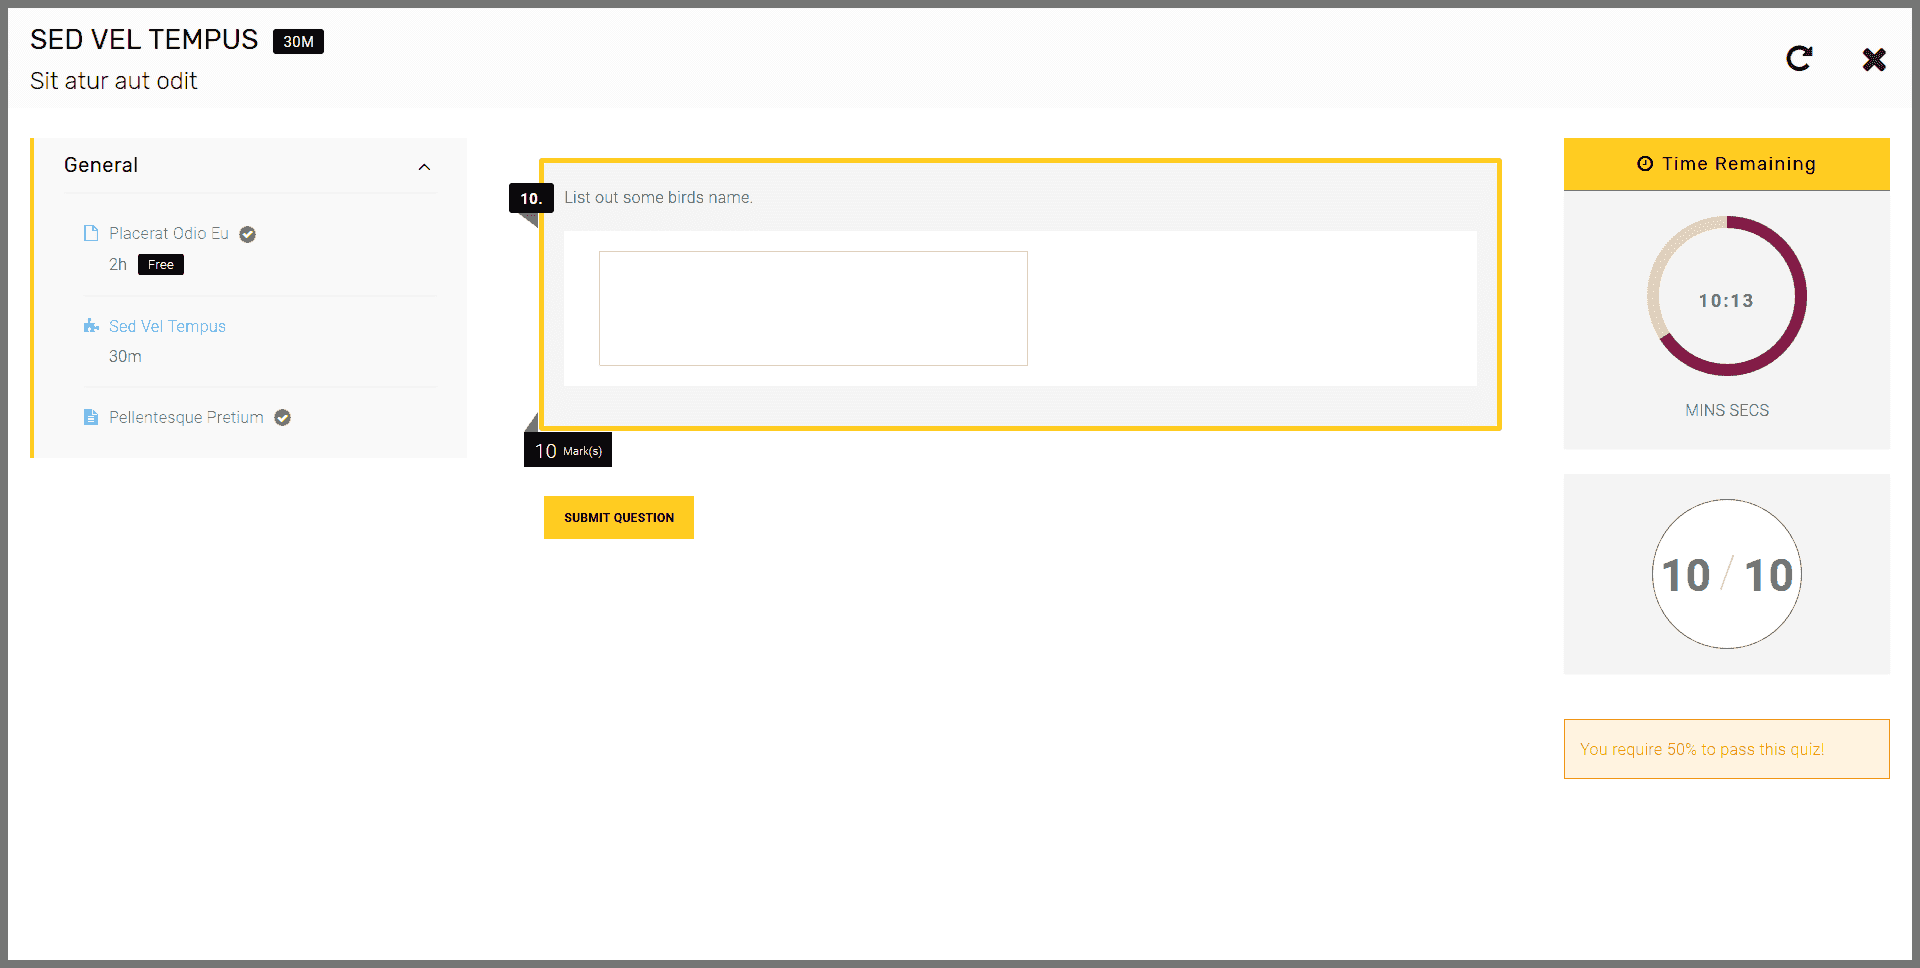 SED VEL TEMPUS 30M
Sit atur aut odit
General
Placerat Odio Eu
2h Free
Sed Vel Tempus
30m
Pellentesque Pretium
10. List out some birds name.
10 Mark(s)
SUBMIT QUESTION
Time Remaining
10:13
MINS SECS
10 / 10
You require 50% to pass this quiz!